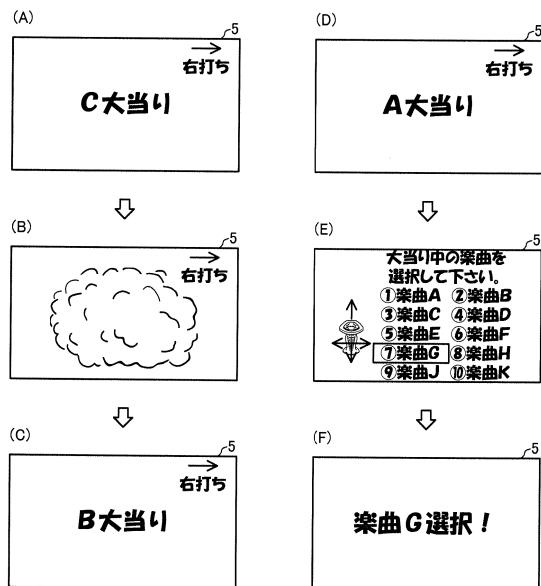 (A)
5
右打ち
C大当り
(B)
5
右打ち
(C)
5
右打ち
B大当り
(D)
5
右打ち
A大当り
(E)
5
大当り中の楽曲を
選択して下さい。
①楽曲A ②楽曲B
③楽曲C ④楽曲D
⑤楽曲E ⑥楽曲F
⑦楽曲G ⑧楽曲H
⑨楽曲J ⑩楽曲K
(F)
5
楽曲G選択!